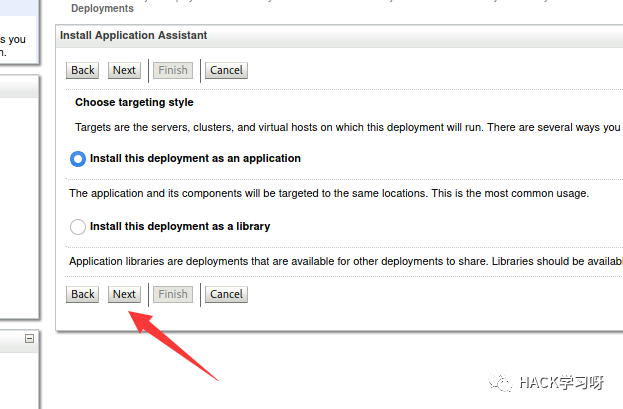 Deployments
s you
n.
Install Application Assistant
Back Next Finish Cancel
Choose targeting style
Targets are the servers, clusters, and virtual hosts on which this deployment will run. There are several ways you
Install this deployment as an application
The application and its components will be targeted to the same locations. This is the most common usage.
Install this deployment as a library
Application libraries are deployments that are available for other deployments to share. Libraries should be availabl
Back Next Finish Cancel
HACK学习呀